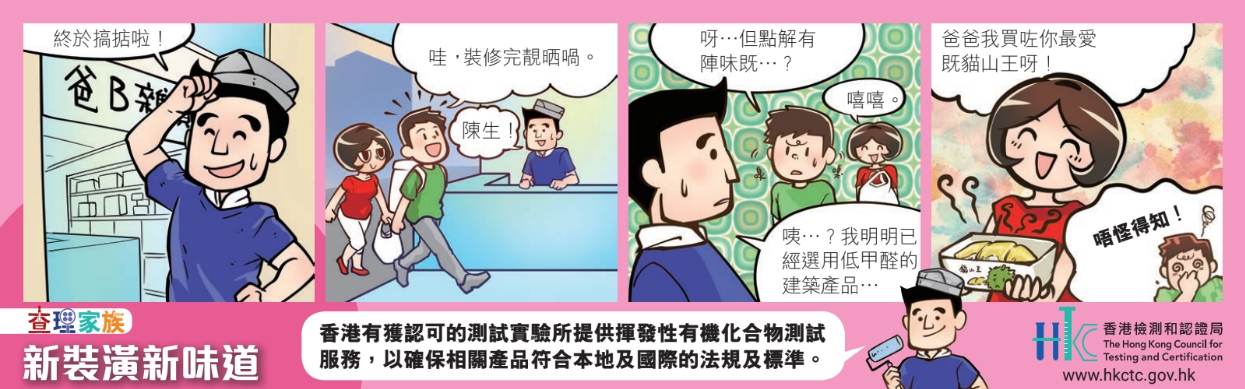 終於搞掂啦！
爸B雜
哇，裝修完靚晒喎。
陳生！
呀…但點解有
陣味既…？
嘻嘻。
咦…？我明明已
經選用低甲醛的
建築產品…
爸爸我買咗你最愛
既貓山王呀！
貓山王
唔怪得知！
查理家族
新裝潢新味道
香港有獲認可的測試實驗所提供揮發性有機化合物測試
服務，以確保相關產品符合本地及國際的法規及標準。
HKTC
香港檢測和認證局
The Hong Kong Council for
Testing and Certification
www.hkctc.gov.hk